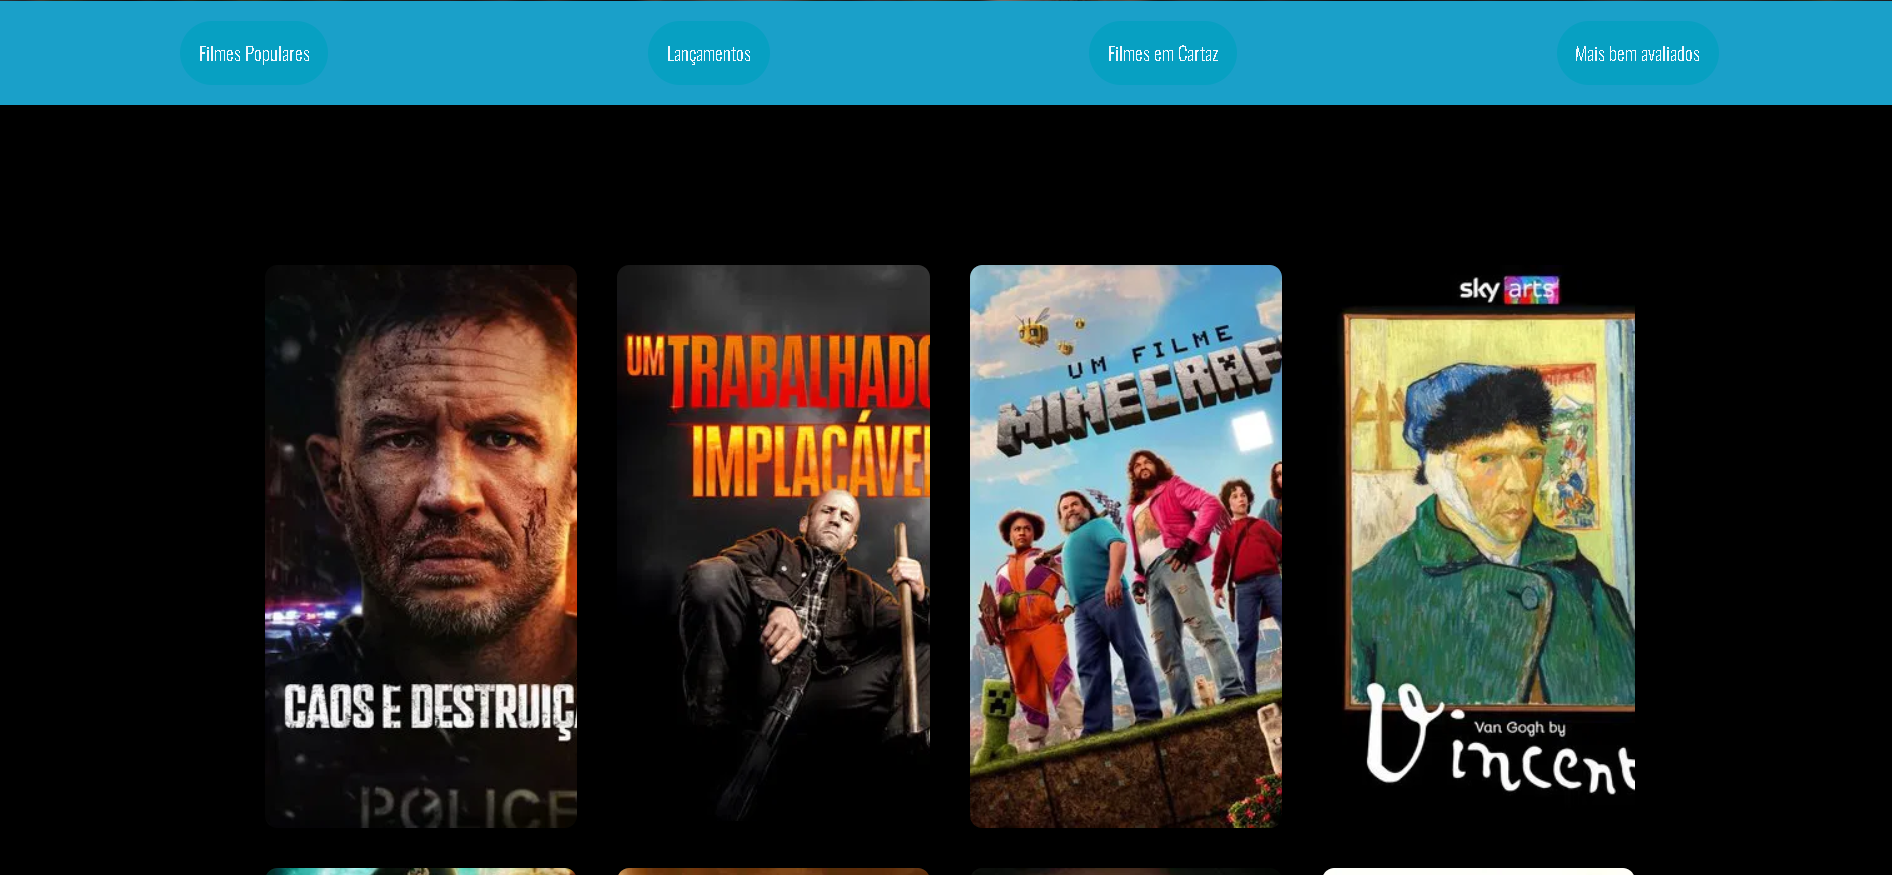 Filmes Populares
Lançamentos
Filmes em Cartaz
Mais bem avaliados
CAOS E DESTRUIÇ
POLICE
UM TRABALHADO
IMPLACÁVE
UM FILME
MINECRAF
sky arts
Van Gogh by
Vincent